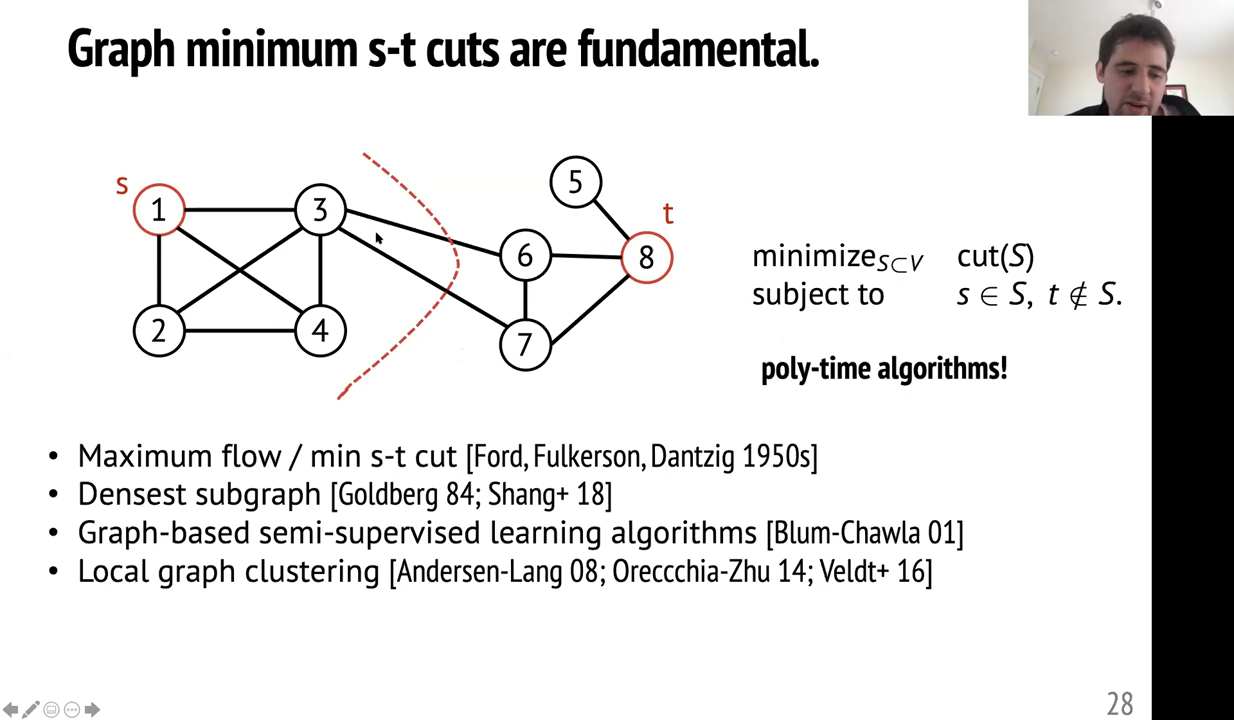 Graph minimum s-t cuts are fundamental.
s
1
3
2
4
5
t
6
8
7
minimize S⊂V cut(S)
subject to s ∈ S, t ∉ S.
poly-time algorithms!
• Maximum flow / min s-t cut [Ford, Fulkerson, Dantzig 1950s]
• Densest subgraph [Goldberg 84; Shang+ 18]
• Graph-based semi-supervised learning algorithms [Blum-Chawla 01]
• Local graph clustering [Andersen-Lang 08; Oreccchia-Zhu 14; Veldt+ 16]
28